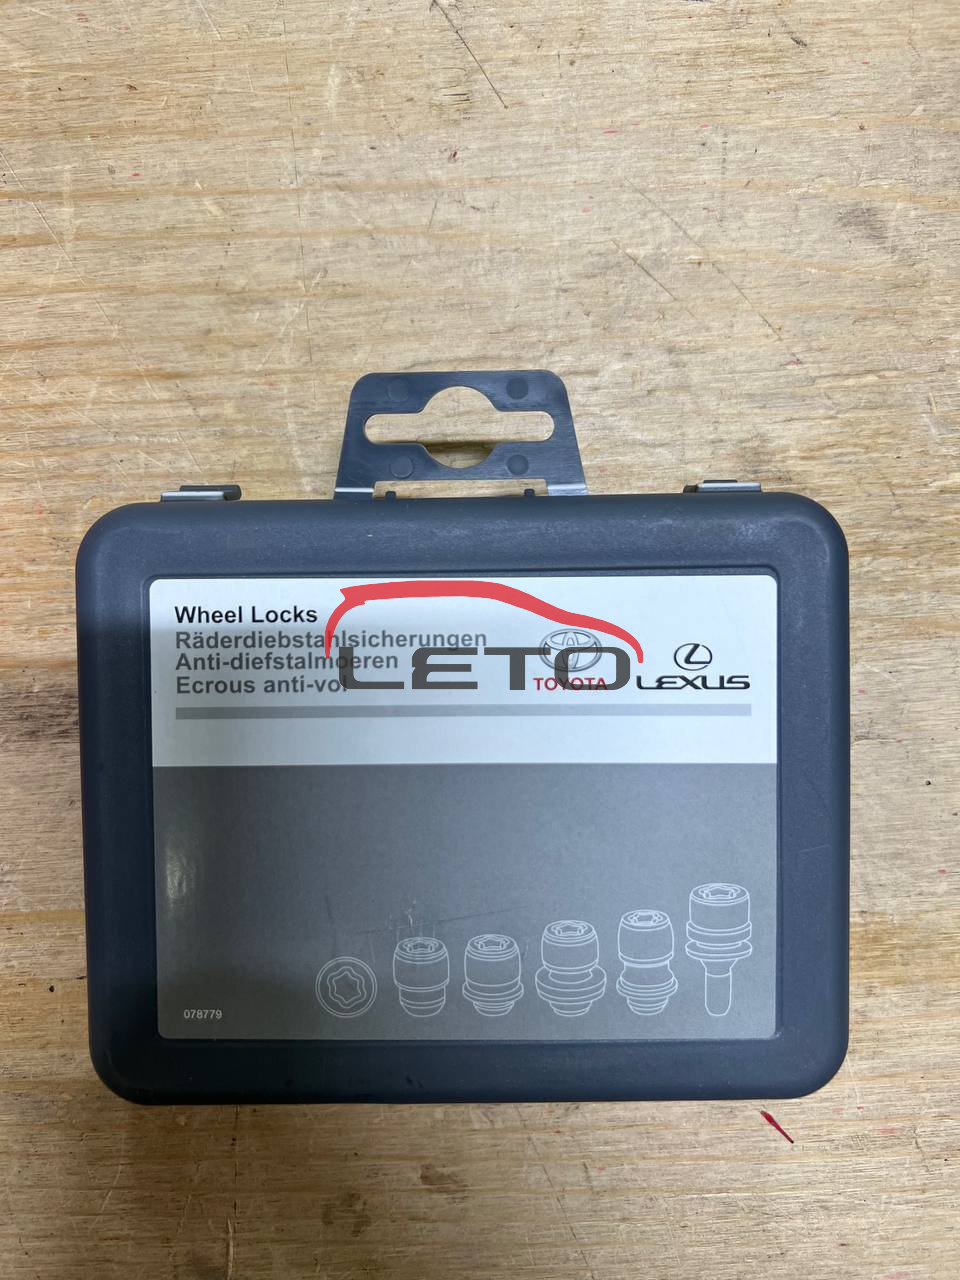 Wheel Locks
Räderdiebstahlsicherungen
Anti-diefstalmoeren
Ecrous anti-vol
LETO
TOYOTA
LEXUS
078779